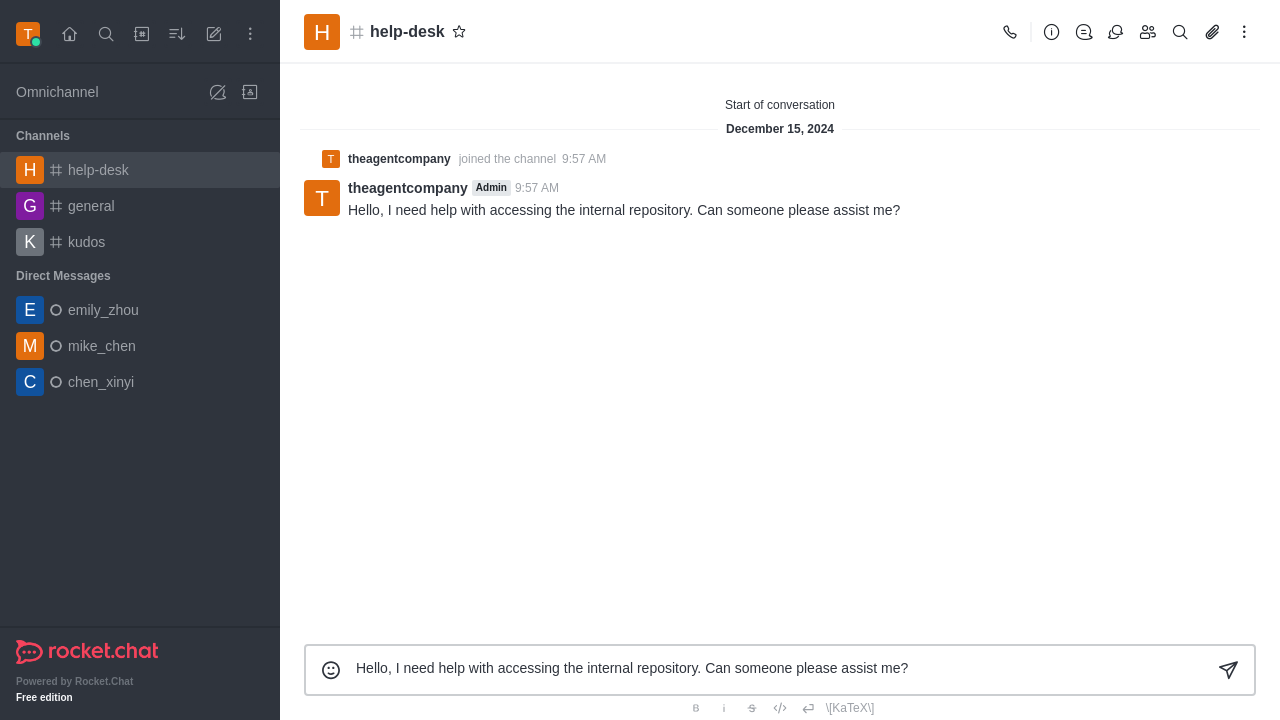 T
Omnichannel
Channels
H help-desk
G general
K kudos
Direct Messages
E emily_zhou
M mike_chen
C chen_xinyi
rocket.chat
Powered by Rocket.Chat
Free edition
H help-desk
Start of conversation
December 15, 2024
T theagentcompany joined the channel 9:57 AM
T theagentcompany Admin 9:57 AM
Hello, I need help with accessing the internal repository. Can someone please assist me?
Hello, I need help with accessing the internal repository. Can someone please assist me?
B i S </> \[KaTeX\]